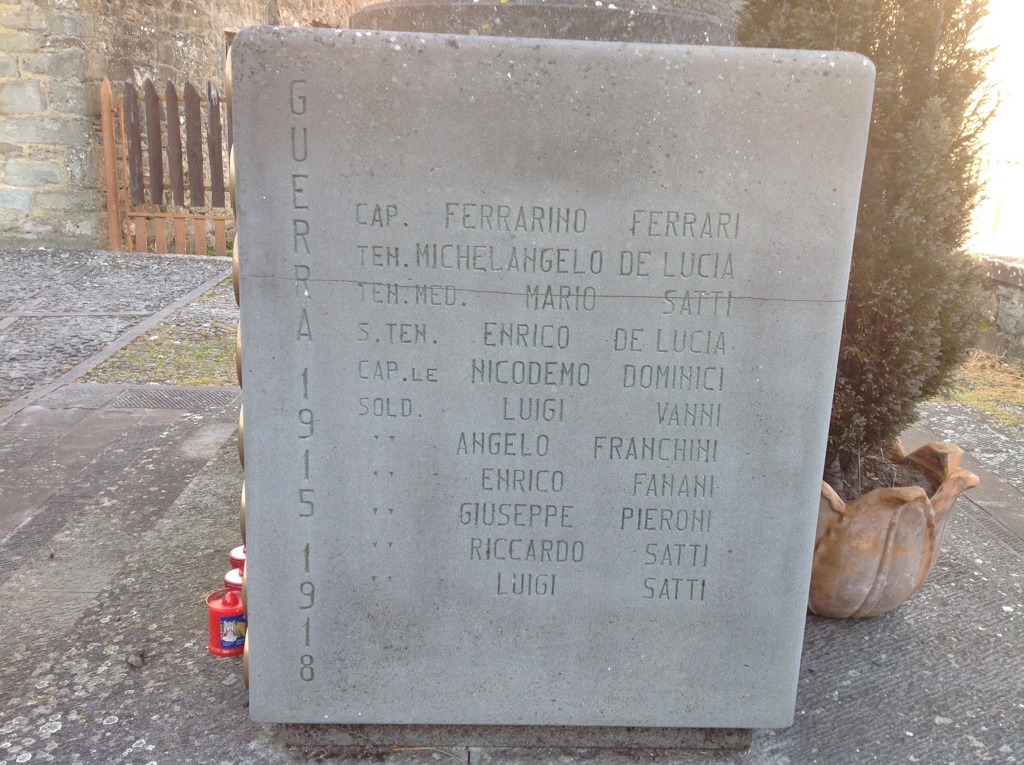 GUERRA 1915 1918
CAP. FERRARINO FERRARI
TEN. MICHELANGELO DE LUCIA
TEN. MED. MARIO SATTI
S. TEN. ENRICO DE LUCIA
CAP.LE NICODEMO DOMINICI
SOLD. LUIGI VANNI
" ANGELO FRANCHINI
" ENRICO FANANI
" GIUSEPPE PIERONI
" RICCARDO SATTI
" LUIGI SATTI